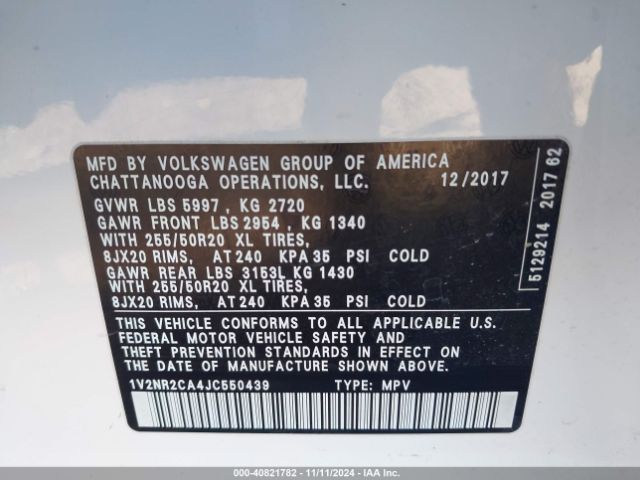 MFD BY VOLKSWAGEN GROUP OF AMERICA
CHATTANOOGA OPERATIONS, LLC. 12/2017
GVWR LBS 5997 , KG 2720
GAWR FRONT LBS 2954 , KG 1340
WITH 255/50R20 XL TIRES,
8JX20 RIMS, AT 240 KPA 35 PSI COLD
GAWR REAR LBS 3153L KG 1430
WITH 255/50R20 XL TIRES,
8JX20 RIMS, AT 240 KPA 35 PSI COLD
THIS VEHICLE CONFORMS TO ALL APPLICABLE U.S.
FEDERAL MOTOR VEHICLE SAFETY AND
THEFT PREVENTION STANDARDS IN EFFECT ON
THE DATE OF MANUFACTURE SHOWN ABOVE.
1V2NR2CA4JC550439 TYPE: MPV
5129214 2017 62
000-40821782 - 11/11/2024 - IAA Inc.